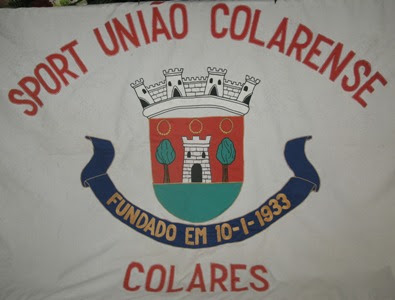 SPORT UNIÃO COLARENSE
FUNDADO EM 10-1-1933
COLARES